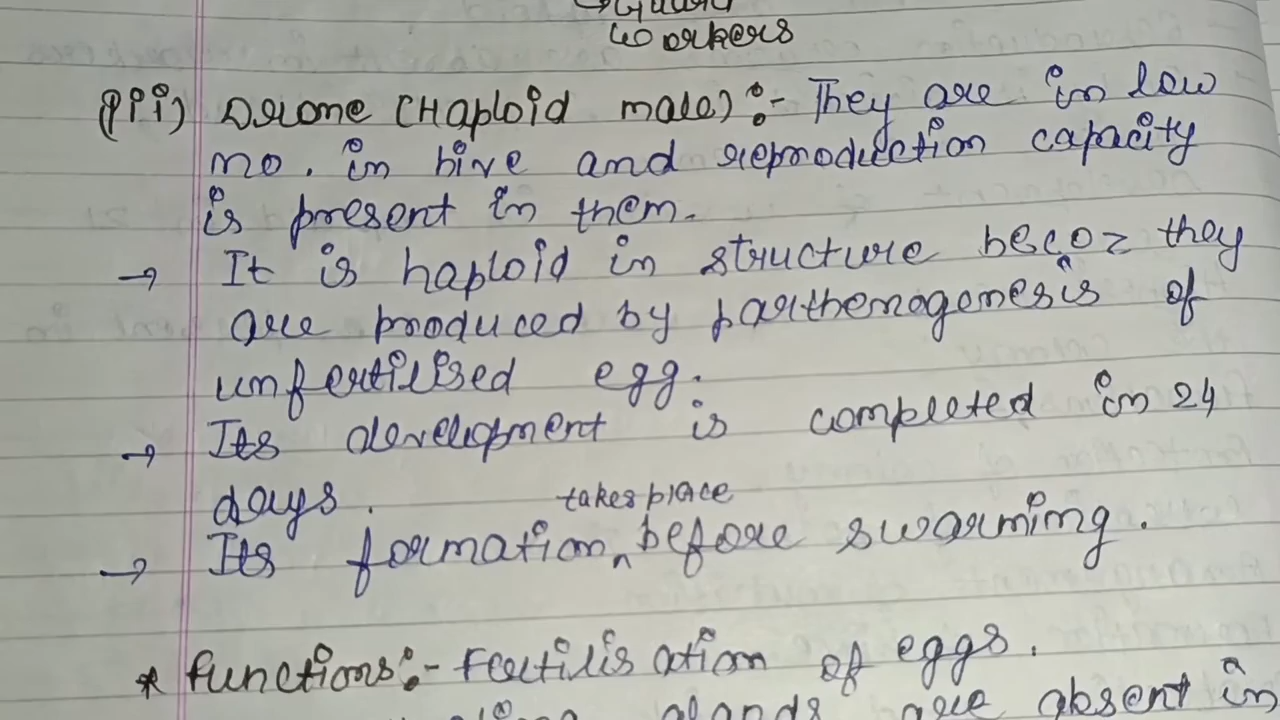 →Guard
workers
(iii) Drone (Haploid male) :- They are in low
no. in hive and reproduction capacity
is present in them.
→ It is haploid in structure becoz they
are produced by parthenogenesis of
unfertilised egg.
→ Its development is completed in 24
days.
takes place
→ Its formation ^ before swarming.
* functions:- Fertilisation of eggs.
glands are absent in